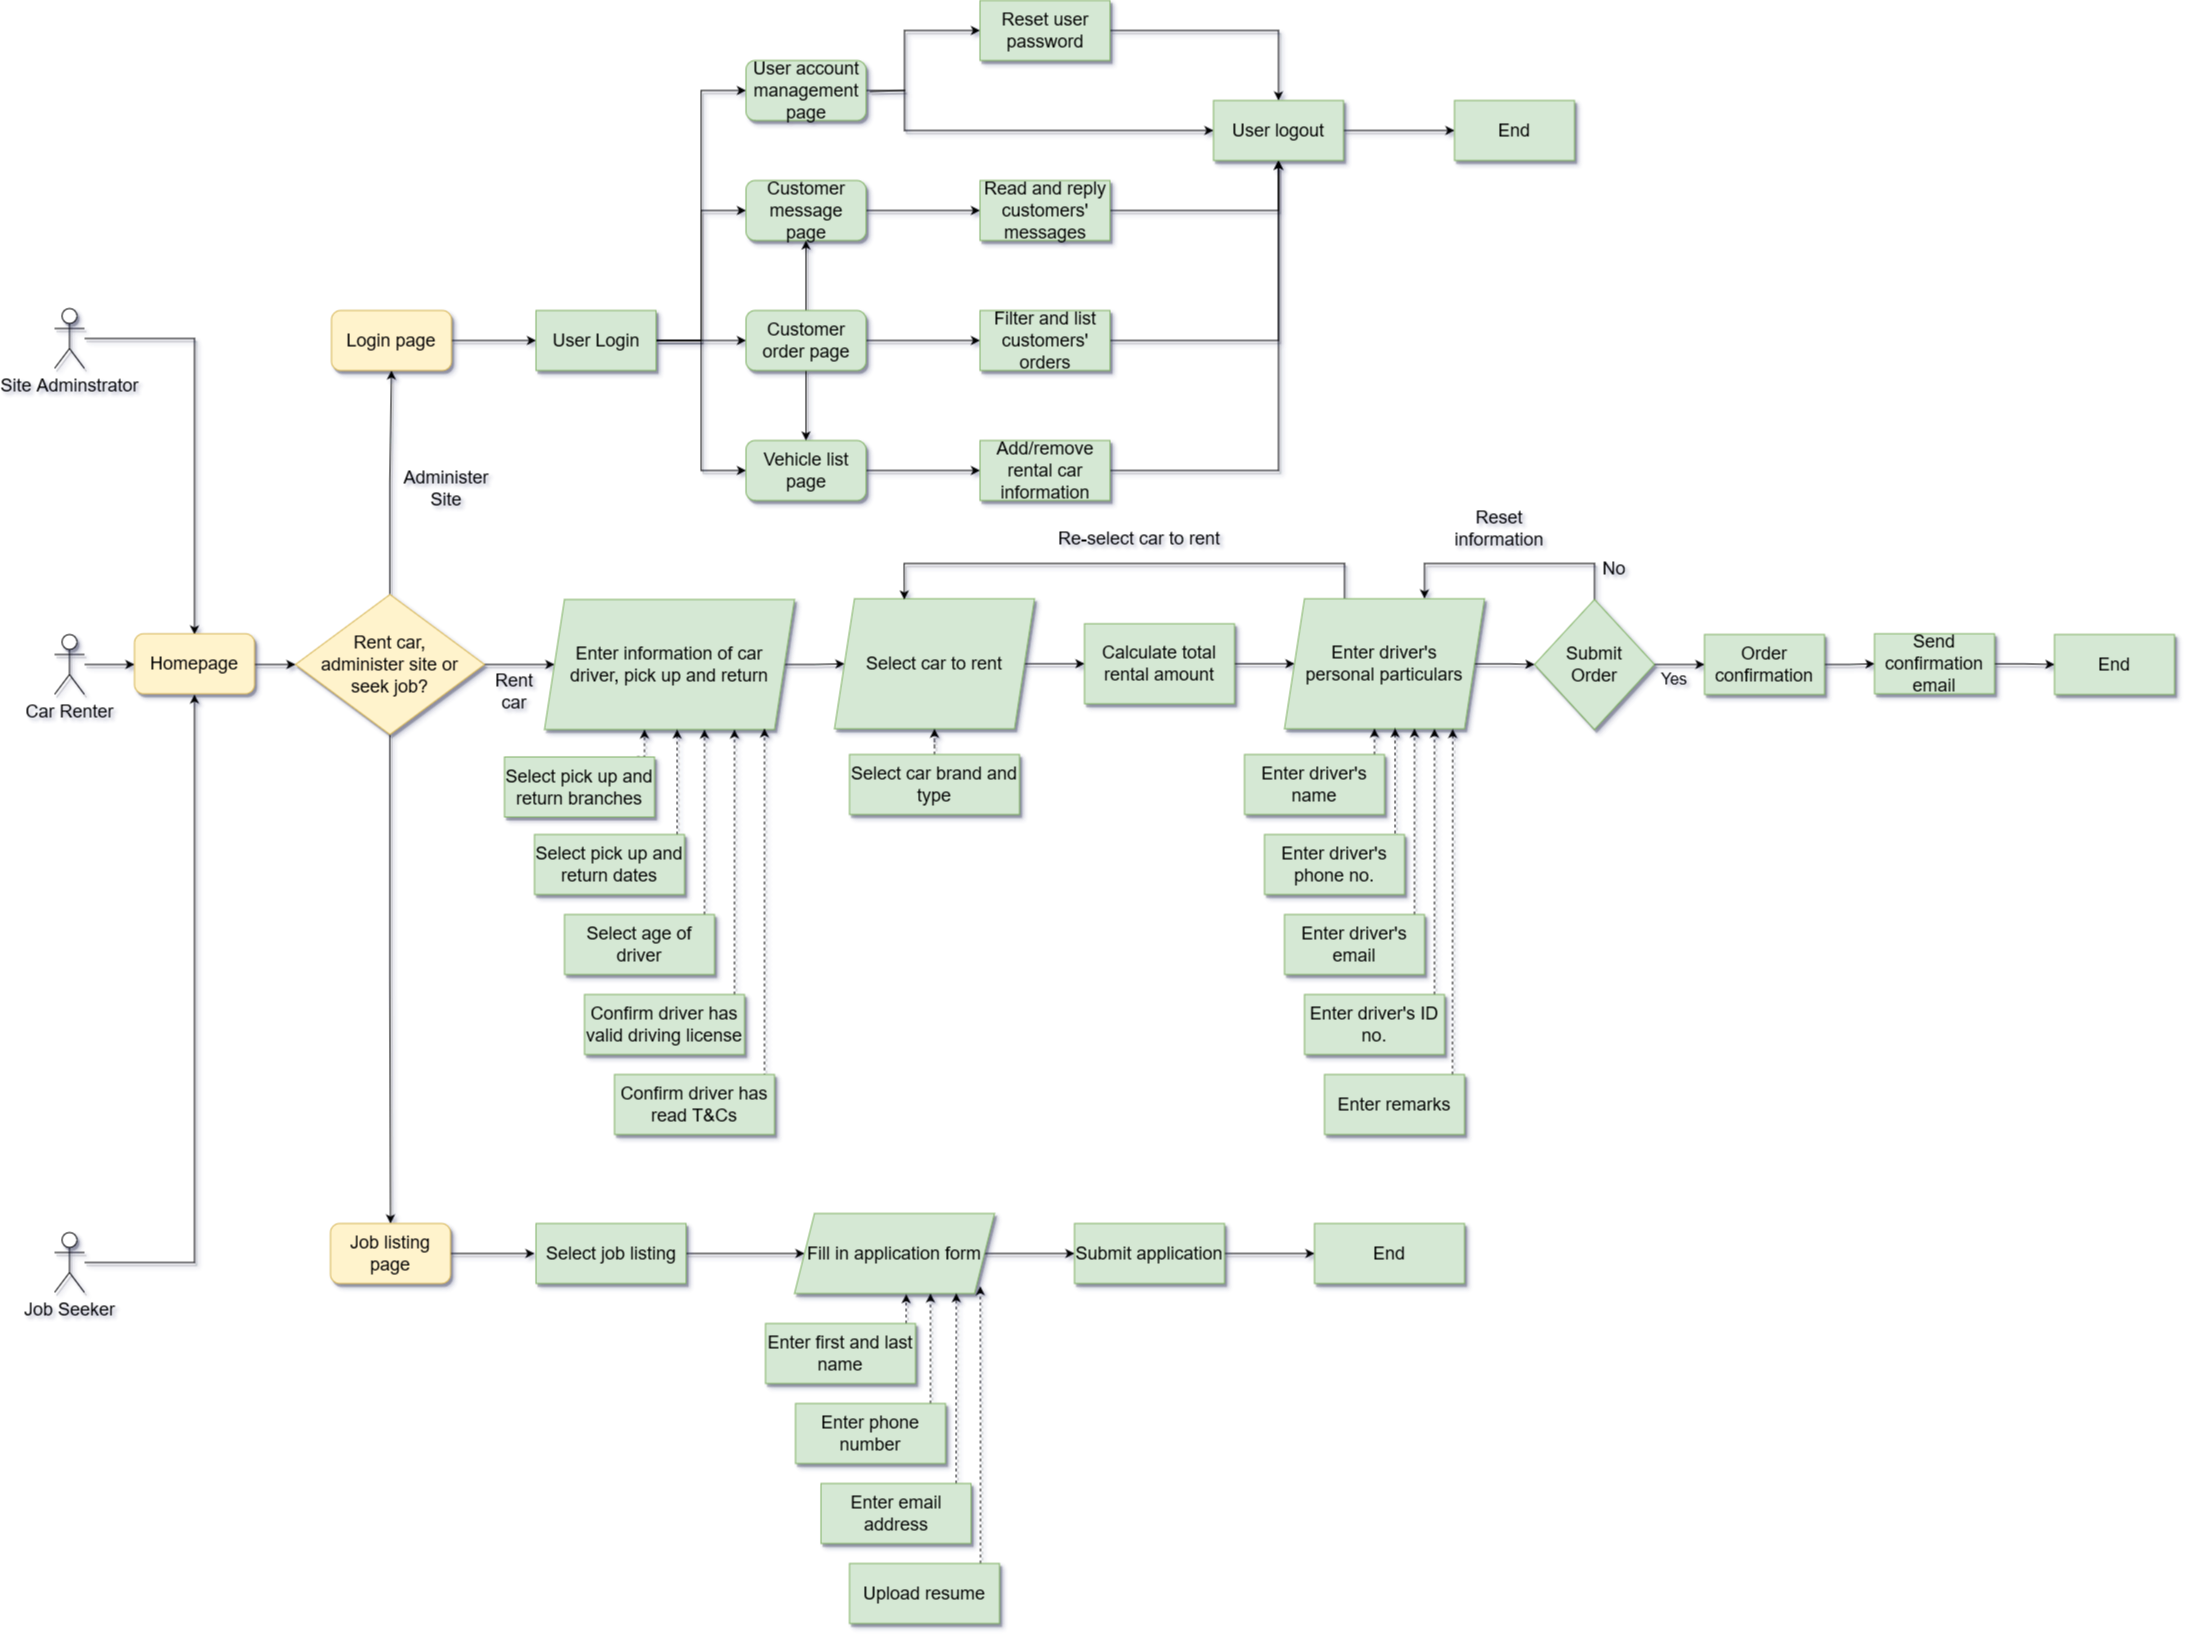 Reset user
password
User account
management
page
User logout
End
Customer
message
page
Read and reply
customers'
messages
Site Adminstrator
Login page
User Login
Customer
order page
Filter and list
customers'
orders
Administer
Site
Vehicle list
page
Add/remove
rental car
information
Re-select car to rent
Reset
information
No
Car Renter
Homepage
Rent car,
administer site or
seek job?
Rent
car
Enter information of car
driver, pick up and return
Select car to rent
Calculate total
rental amount
Enter driver's
personal particulars
Submit
Order
Yes
Order
confirmation
Send
confirmation
email
End
Select pick up and
return branches
Select pick up and
return dates
Select age of
driver
Confirm driver has
valid driving license
Confirm driver has
read T&Cs
Select car brand and
type
Enter driver's
name
Enter driver's
phone no.
Enter driver's
email
Enter driver's ID
no.
Enter remarks
Job Seeker
Job listing
page
Select job listing
Fill in application form
Submit application
End
Enter first and last
name
Enter phone
number
Enter email
address
Upload resume